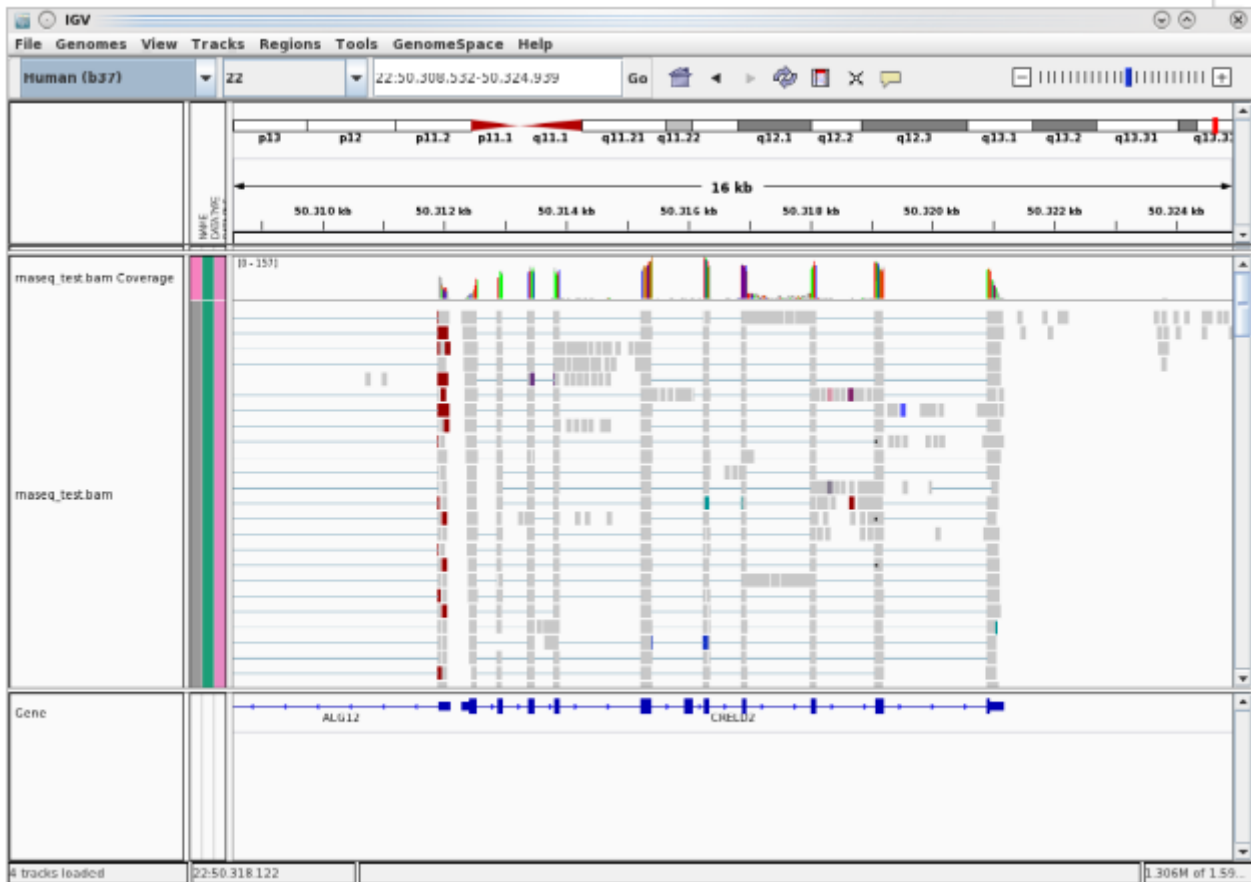 IGV
File Genomes View Tracks Regions Tools GenomeSpace Help
Human (b37) 22 22:50.308.532-50.324.939 Go
p13 p12 p11.2 p11.1 q11.1 q11.21 q11.22 q12.1 q12.2 q12.3 q13.1 q13.2 q13.31
16 kb
50.310 kb 50.312 kb 50.314 kb 50.316 kb 50.318 kb 50.320 kb 50.322 kb 50.324 kb
NAME
DATA TYPE
[0 - 157]
rnaseq_test.bam Coverage
rnaseq_test.bam
Gene
ALG12 CRELD2
4 tracks loaded 22:50.318.122 1.306M of 1.59...